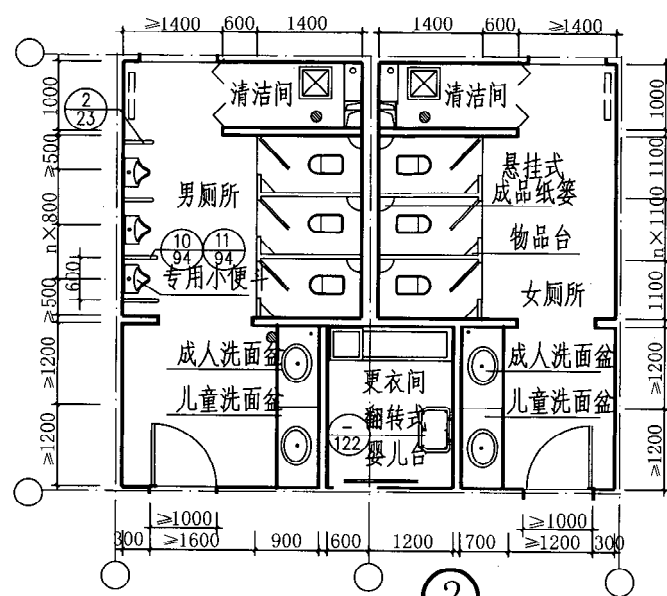 ≥1400 600 1400 1400 600 ≥1400
1000
≥500
n×800
≥500
≥1200
≥1200
清洁间
清洁间
1000
1100
n×1100
1100
≥1200
≥1200
2
23
悬挂式
成品纸篓
男厕所
物品台
10
94
11
94
专用小便斗
女厕所
成人洗面盆
成人洗面盆
更衣间
儿童洗面盆
儿童洗面盆
翻转式
婴儿台
–
122
≥1000
≥1000
300 ≥1600 900 600 1200 700 ≥1200 300
2